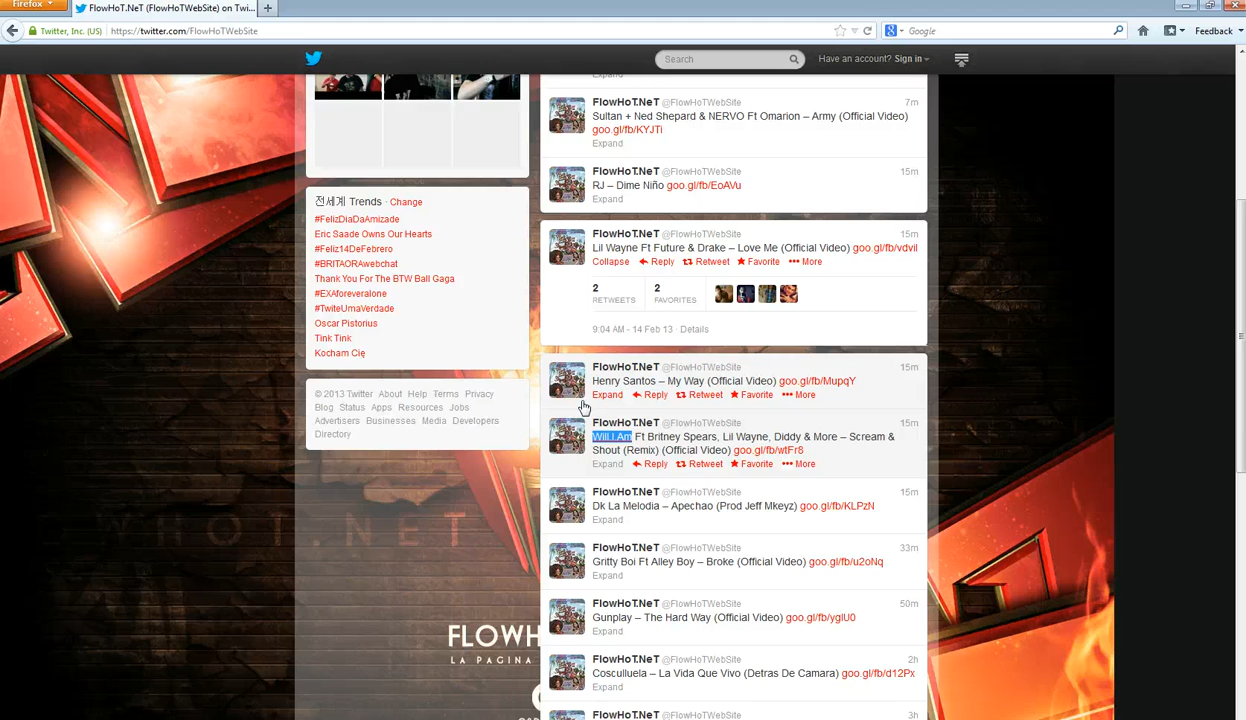 Firefox
FlowHoT.NeT (FlowHoTWebSite) on Twi...
Twitter, Inc. (US)
https://twitter.com/FlowHoTWebSite
Google
Feedback
Search
Have an account? Sign in
Expand
FlowHoT.NeT @FlowHoTWebSite 7m
Sultan + Ned Shepard & NERVO Ft Omarion – Army (Official Video)
goo.gl/fb/KYJTi
Expand
FlowHoT.NeT @FlowHoTWebSite 15m
RJ – Dime Niño goo.gl/fb/EoAVu
Expand
FlowHoT.NeT @FlowHoTWebSite 15m
Lil Wayne Ft Future & Drake – Love Me (Official Video) goo.gl/fb/vdviI
Collapse Reply Retweet Favorite More
2 RETWEETS
2 FAVORITES
9:04 AM - 14 Feb 13 · Details
FlowHoT.NeT @FlowHoTWebSite 15m
Henry Santos – My Way (Official Video) goo.gl/fb/MupqY
Expand Reply Retweet Favorite More
FlowHoT.NeT @FlowHoTWebSite 15m
Will.I.Am Ft Britney Spears, Lil Wayne, Diddy & More – Scream &
Shout (Remix) (Official Video) goo.gl/fb/wtFr8
Expand Reply Retweet Favorite More
FlowHoT.NeT @FlowHoTWebSite 15m
Dk La Melodia – Apechao (Prod Jeff Mkeyz) goo.gl/fb/KLPzN
Expand
FlowHoT.NeT @FlowHoTWebSite 33m
Gritty Boi Ft Alley Boy – Broke (Official Video) goo.gl/fb/u2oNq
Expand
FlowHoT.NeT @FlowHoTWebSite 50m
Gunplay – The Hard Way (Official Video) goo.gl/fb/yglU0
Expand
FlowHoT.NeT @FlowHoTWebSite 2h
Cosculluela – La Vida Que Vivo (Detras De Camara) goo.gl/fb/d12Px
Expand
FlowHoT.NeT @FlowHoTWebSite 3h
전세계 Trends · Change
#FelizDiaDaAmizade
Eric Saade Owns Our Hearts
#Feliz14DeFebrero
#BRITAORAwebchat
Thank You For The BTW Ball Gaga
#EXAforeveralone
#TwiteUmaVerdade
Oscar Pistorius
Tink Tink
Kocham Cię
© 2013 Twitter About Help Terms Privacy
Blog Status Apps Resources Jobs
Advertisers Businesses Media Developers
Directory
HOT.NET
FLOWH
LA PAGINA